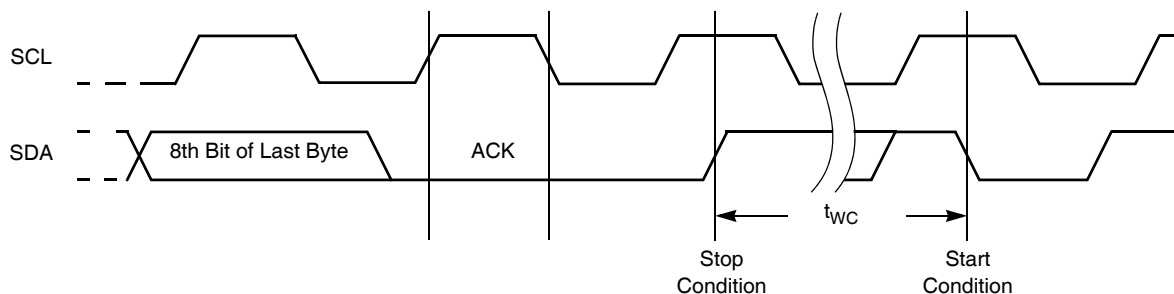 SCL
SDA
8th Bit of Last Byte
ACK
tWC
Stop
Condition
Start
Condition